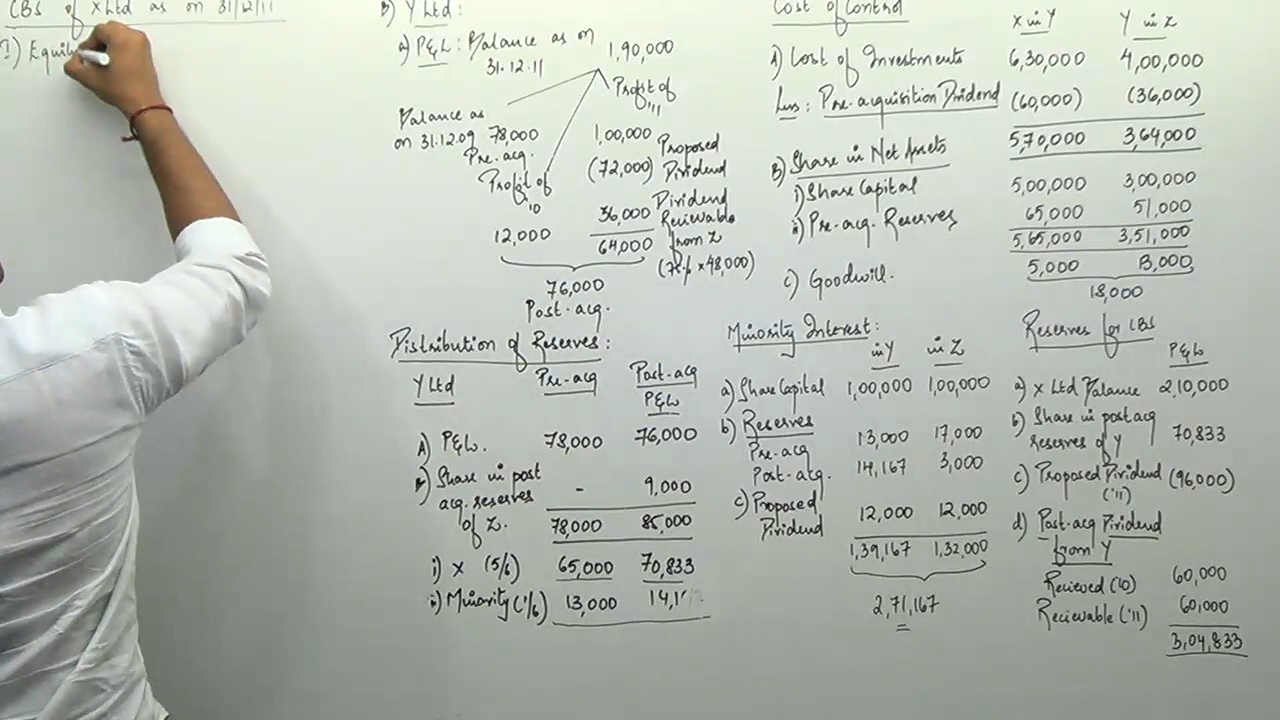 CBS of X Ltd as on 31/12/11
?) Equi
B) Y Ltd:
a) P&L: Balance as on 1,90,000
31.12.11
Profit of '11
Balance as
on 31.12.09 78,000 1,00,000
Pre-acq. (72,000) Proposed Dividend
Profit of '10
12,000 36,000 Dividend Recievable from Z
64,000 (75% × 48,000)
76,000
Post-acq.
Distribution of Reserves:
Y Ltd Pre-acq Post-acq
P&L
A) P&L. 78,000 76,000
B) Share in post acq. reserves of Z. - 9,000
78,000 85,000
i) X (5/6) 65,000 70,833
ii) Minority (1/6) 13,000 14,1
Cost of Control
X in Y Y in Z
A) Cost of Investments 6,30,000 4,00,000
Less: Pre-acquisition Dividend (60,000) (36,000)
5,70,000 3,64,000
B) Share in Net Assets
i) Share Capital 5,00,000 3,00,000
ii) Pre-acq. Reserves 65,000 51,000
5,65,000 3,51,000
C) Goodwill. 5,000 13,000
18,000
Minority Interest:
in Y in Z
a) Share Capital 1,00,000 1,00,000
b) Reserves
Pre-acq 13,000 17,000
Post-acq. 14,167 3,000
c) Proposed Dividend 12,000 12,000
1,39,167 1,32,000
2,71,167
Reserves for CBS
P&L
a) X Ltd Balance 2,10,000
b) Share in post acq reserves of Y 70,833
c) Proposed Dividend (96,000)
('11)
d) Post-acq Dividend from Y
Recieved ('10) 60,000
Recievable ('11) 60,000
3,04,833